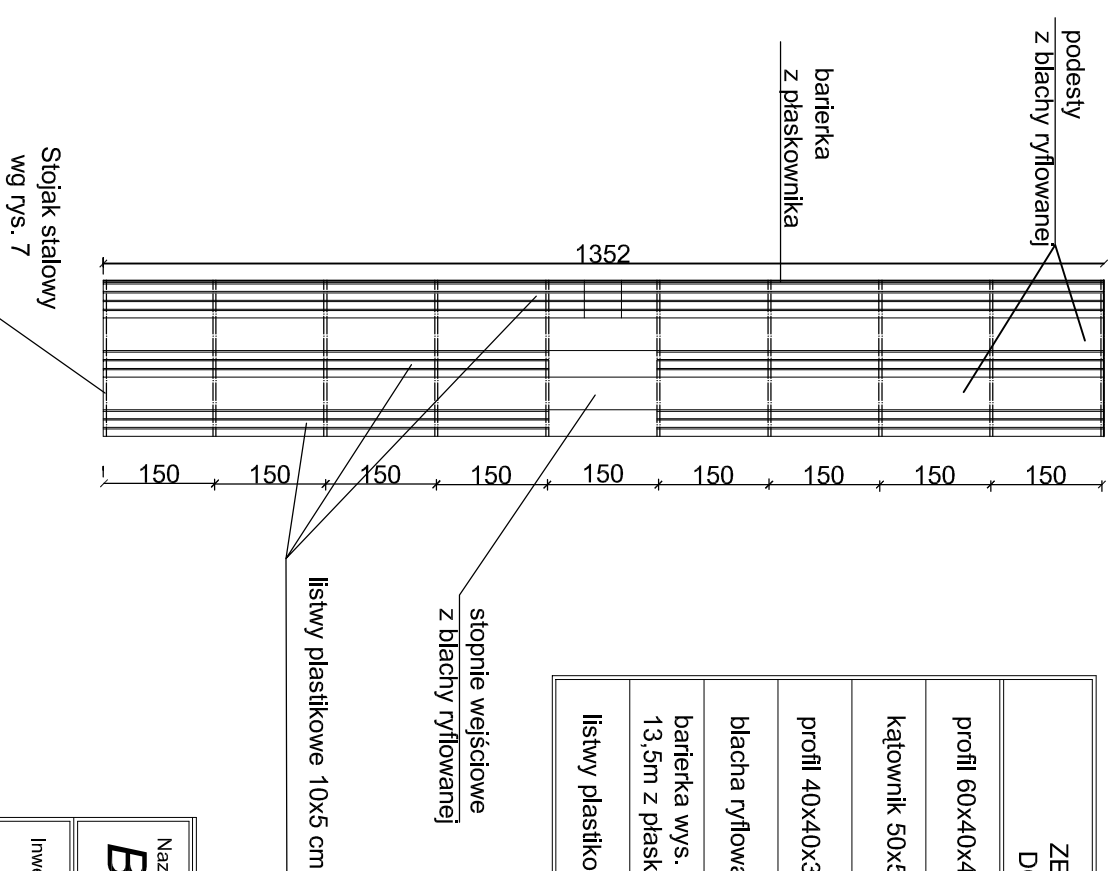 podesty
z blachy ryflowanej
barierka
z płaskownika
Stojak stalowy
wg rys. 7
1352
150
150
150
150
150
150
150
150
150
stopnie wejściowe
z blachy ryflowanej
listwy plastikowe 10x5 cm
profil 60x40x4
kątownik 50x5
profil 40x40x3
blacha ryflowa
barierka wys.
13,5m z płask
listwy plastiko
Naz
B
Inwe